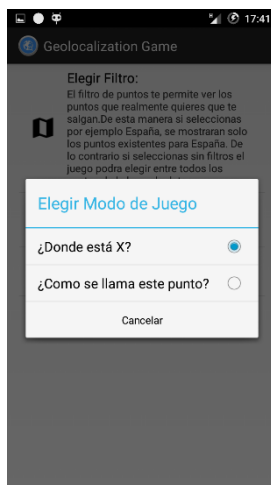 17:41
Geolocalization Game
Elegir Filtro:
El filtro de puntos te permite ver los
puntos que realmente quieres que te
salgan.De esta manera si seleccionas
por ejemplo España, se mostraran solo
los puntos existentes para España. De
lo contrario si seleccionas sin filtros el
juego podra elegir entre todos los
Elegir Modo de Juego
¿Donde está X?
¿Como se llama este punto?
Cancelar